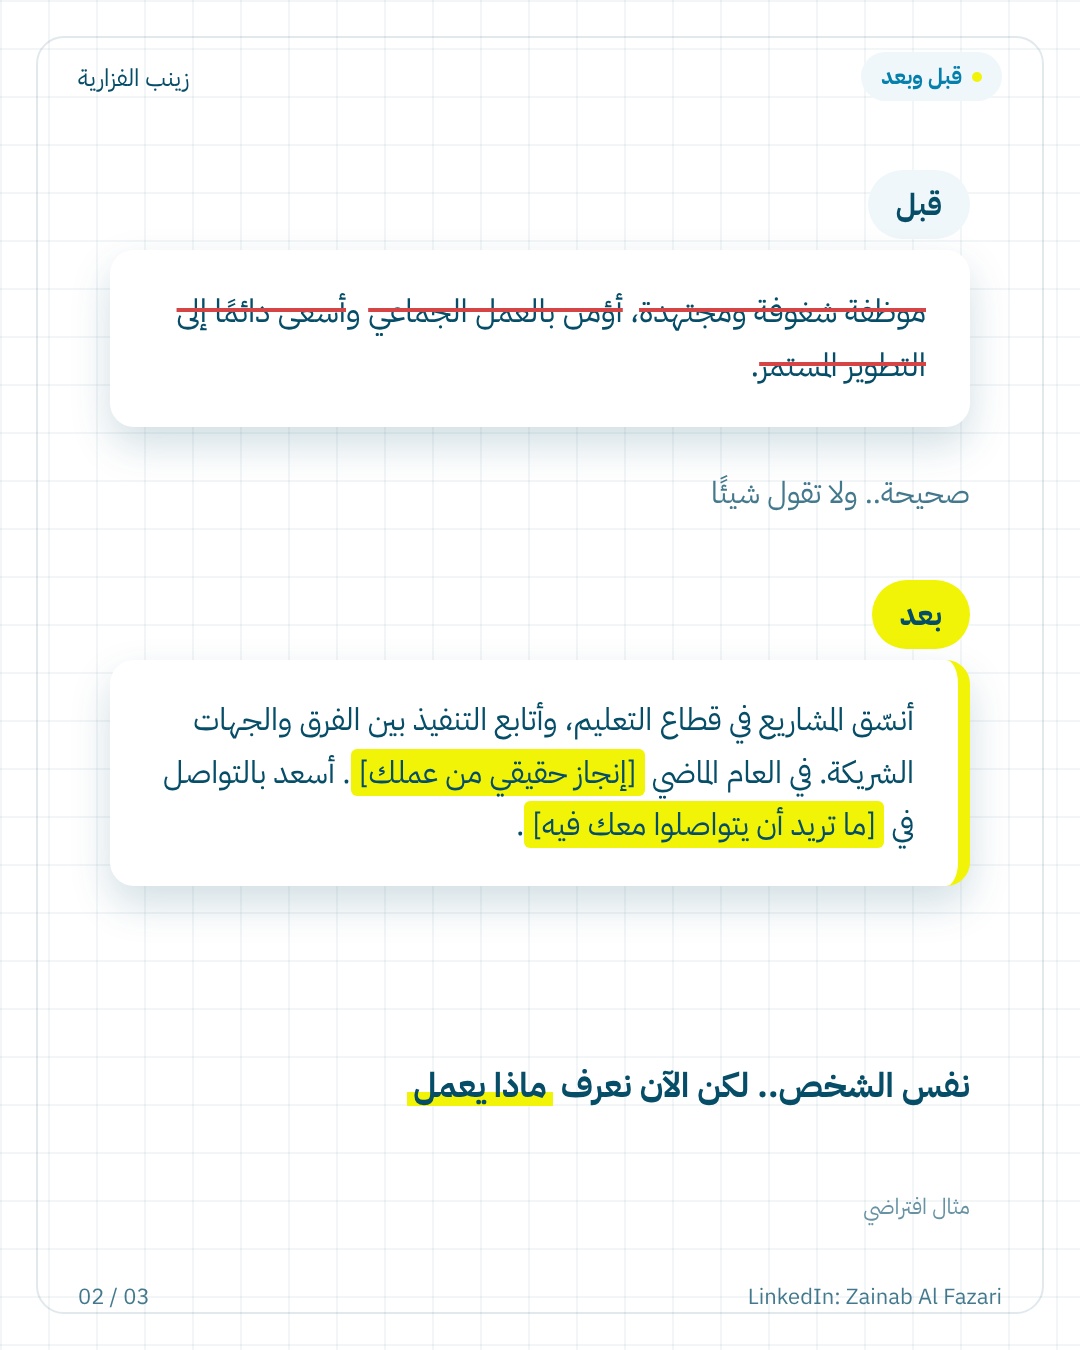 قبل وبعد
زينب الفزارية
قبل
موظفة شغوفة ومجتهدة، أؤمن بالعمل الجماعي وأسعى دائمًا إلى
التطوير المستمر.
صحيحة.. ولا تقول شيئًا
بعد
أنسّق المشاريع في قطاع التعليم، وأتابع التنفيذ بين الفرق والجهات
الشريكة. في العام الماضي [إنجاز حقيقي من عملك]. أسعد بالتواصل
في [ما تريد أن يتواصلوا معك فيه].
نفس الشخص.. لكن الآن نعرف ماذا يعمل
مثال افتراضي
LinkedIn: Zainab Al Fazari
02 / 03